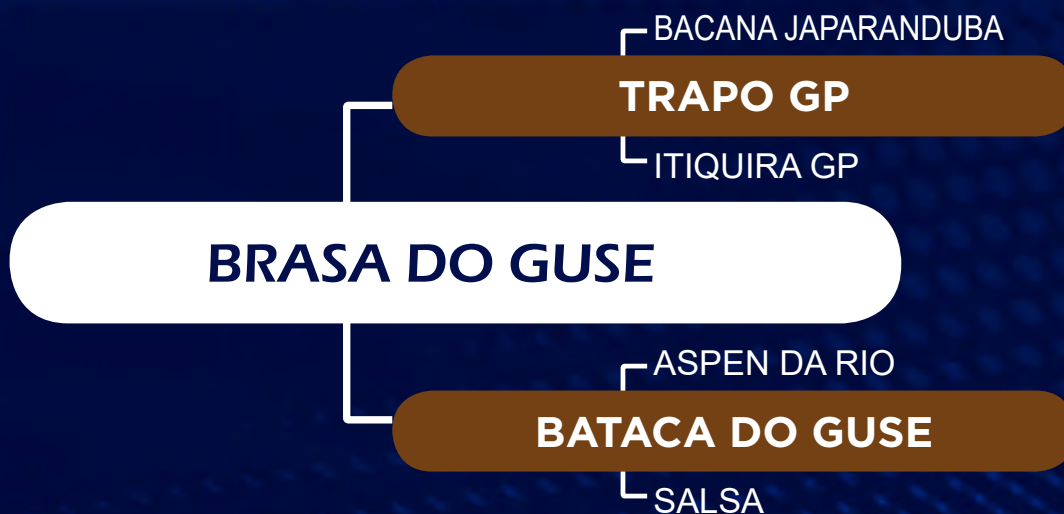 BACANA JAPARANDUBA
TRAPO GP
ITIQUIRA GP
BRASA DO GUSE
ASPEN DA RIO
BATACA DO GUSE
SALSA